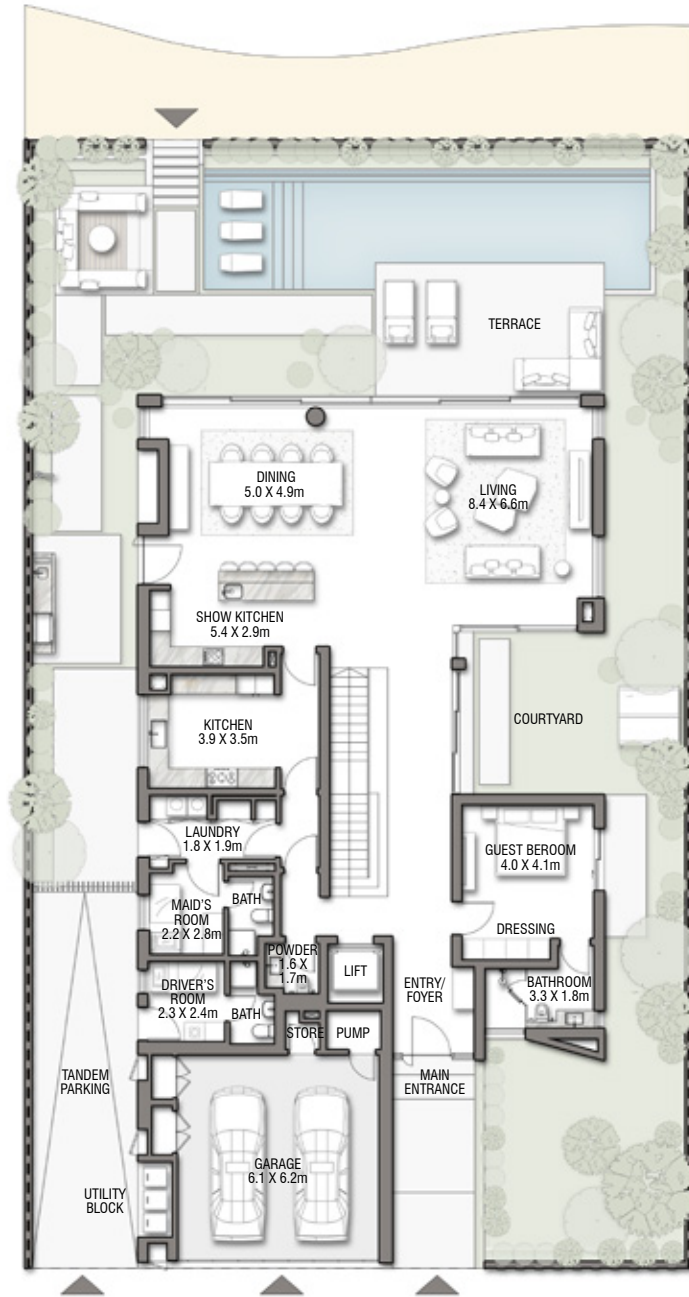 TERRACE
DINING
5.0 X 4.9m
LIVING
8.4 X 6.6m
SHOW KITCHEN
5.4 X 2.9m
COURTYARD
KITCHEN
3.9 X 3.5m
LAUNDRY
1.8 X 1.9m
GUEST BEROOM
4.0 X 4.1m
MAID'S
ROOM
2.2 X 2.8m
BATH
DRESSING
POWDER
1.6 X
1.7m
LIFT
ENTRY/
FOYER
BATHROOM
3.3 X 1.8m
DRIVER'S
ROOM
2.3 X 2.4m
BATH
STORE
PUMP
TANDEM
PARKING
MAIN
ENTRANCE
GARAGE
6.1 X 6.2m
UTILITY
BLOCK